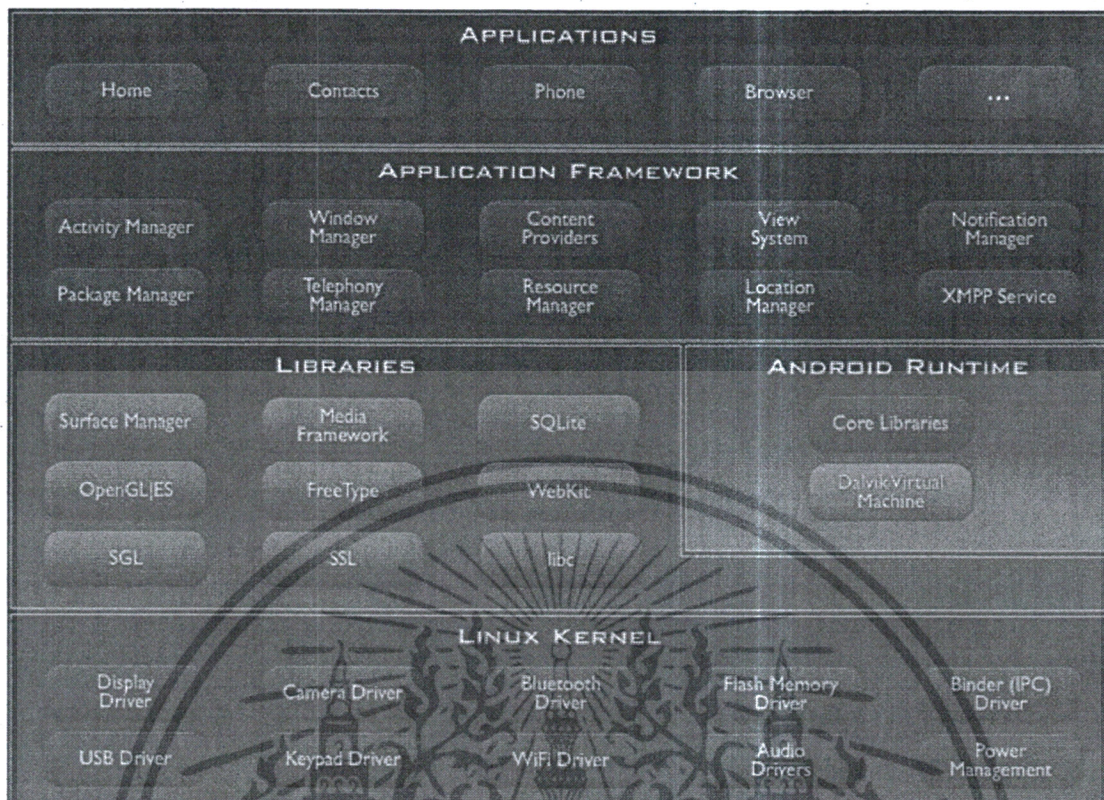 APPLICATIONS
Home Contacts Phone Browser ...
APPLICATION FRAMEWORK
Activity Manager Window Manager Content Providers View System Notification Manager
Package Manager Telephony Manager Resource Manager Location Manager XMPP Service
LIBRARIES
Surface Manager Media Framework SQLite
OpenGL|ES FreeType WebKit
SGL SSL libc
ANDROID RUNTIME
Core Libraries
Dalvik Virtual Machine
LINUX KERNEL
Display Driver Camera Driver Bluetooth Driver Flash Memory Driver Binder (IPC) Driver
USB Driver Keypad Driver WiFi Driver Audio Drivers Power Management